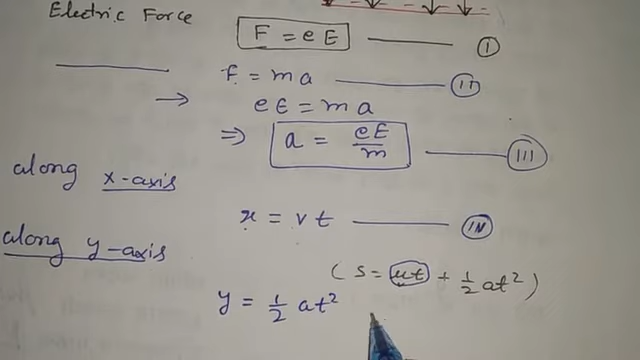 Electric Force
F = eE ——— (I)
F = ma ——— (II)
→ eE = ma
⇒ a = eE/m ——— (III)
along x-axis
x = vt ——— (IV)
along y-axis
(s = ut + 1/2 at²)
y = 1/2 at²